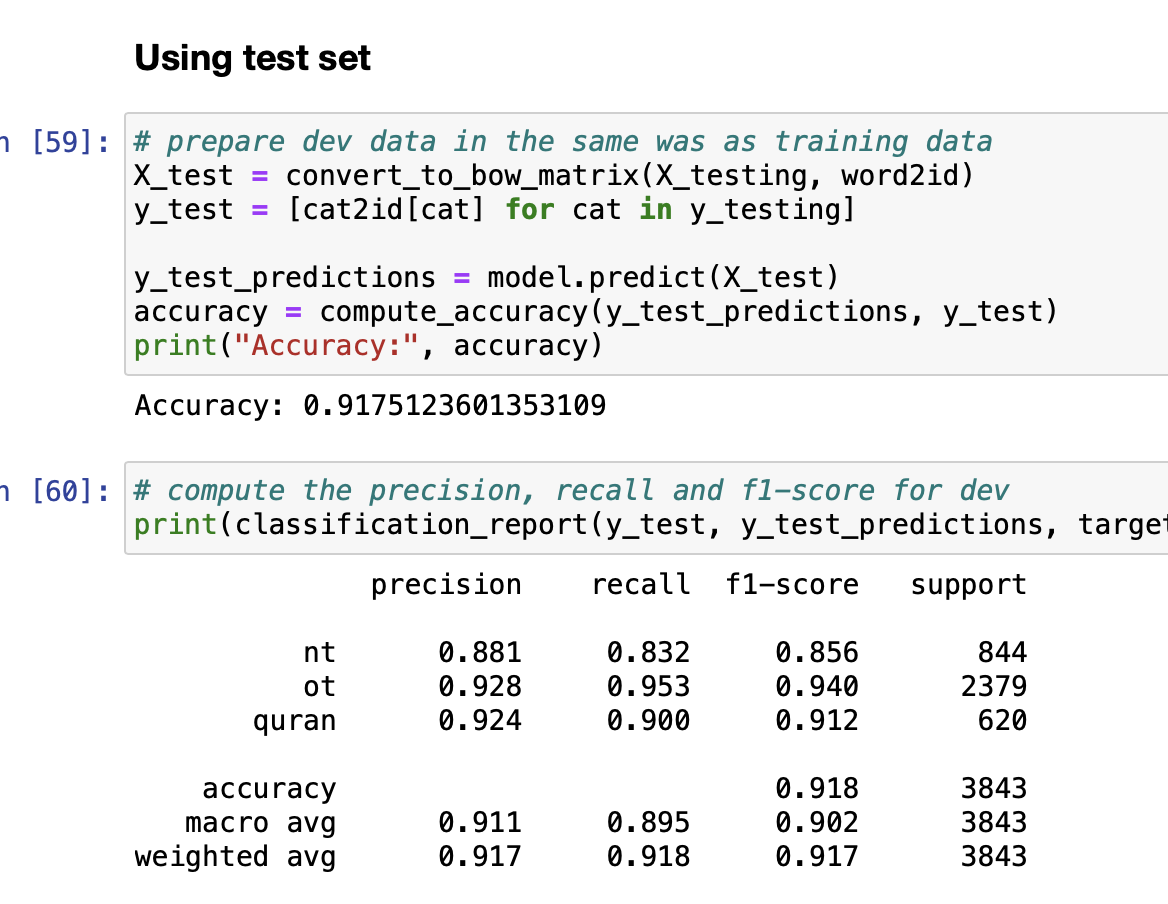 Using test set
[59]:
# prepare dev data in the same was as training data
X_test = convert_to_bow_matrix(X_testing, word2id)
y_test = [cat2id[cat] for cat in y_testing]
y_test_predictions = model.predict(X_test)
accuracy = compute_accuracy(y_test_predictions, y_test)
print("Accuracy:", accuracy)
Accuracy: 0.9175123601353109
[60]:
# compute the precision, recall and f1-score for dev
print(classification_report(y_test, y_test_predictions, target
precision recall f1-score support
nt 0.881 0.832 0.856 844
ot 0.928 0.953 0.940 2379
quran 0.924 0.900 0.912 620
accuracy 0.918 3843
macro avg 0.911 0.895 0.902 3843
weighted avg 0.917 0.918 0.917 3843